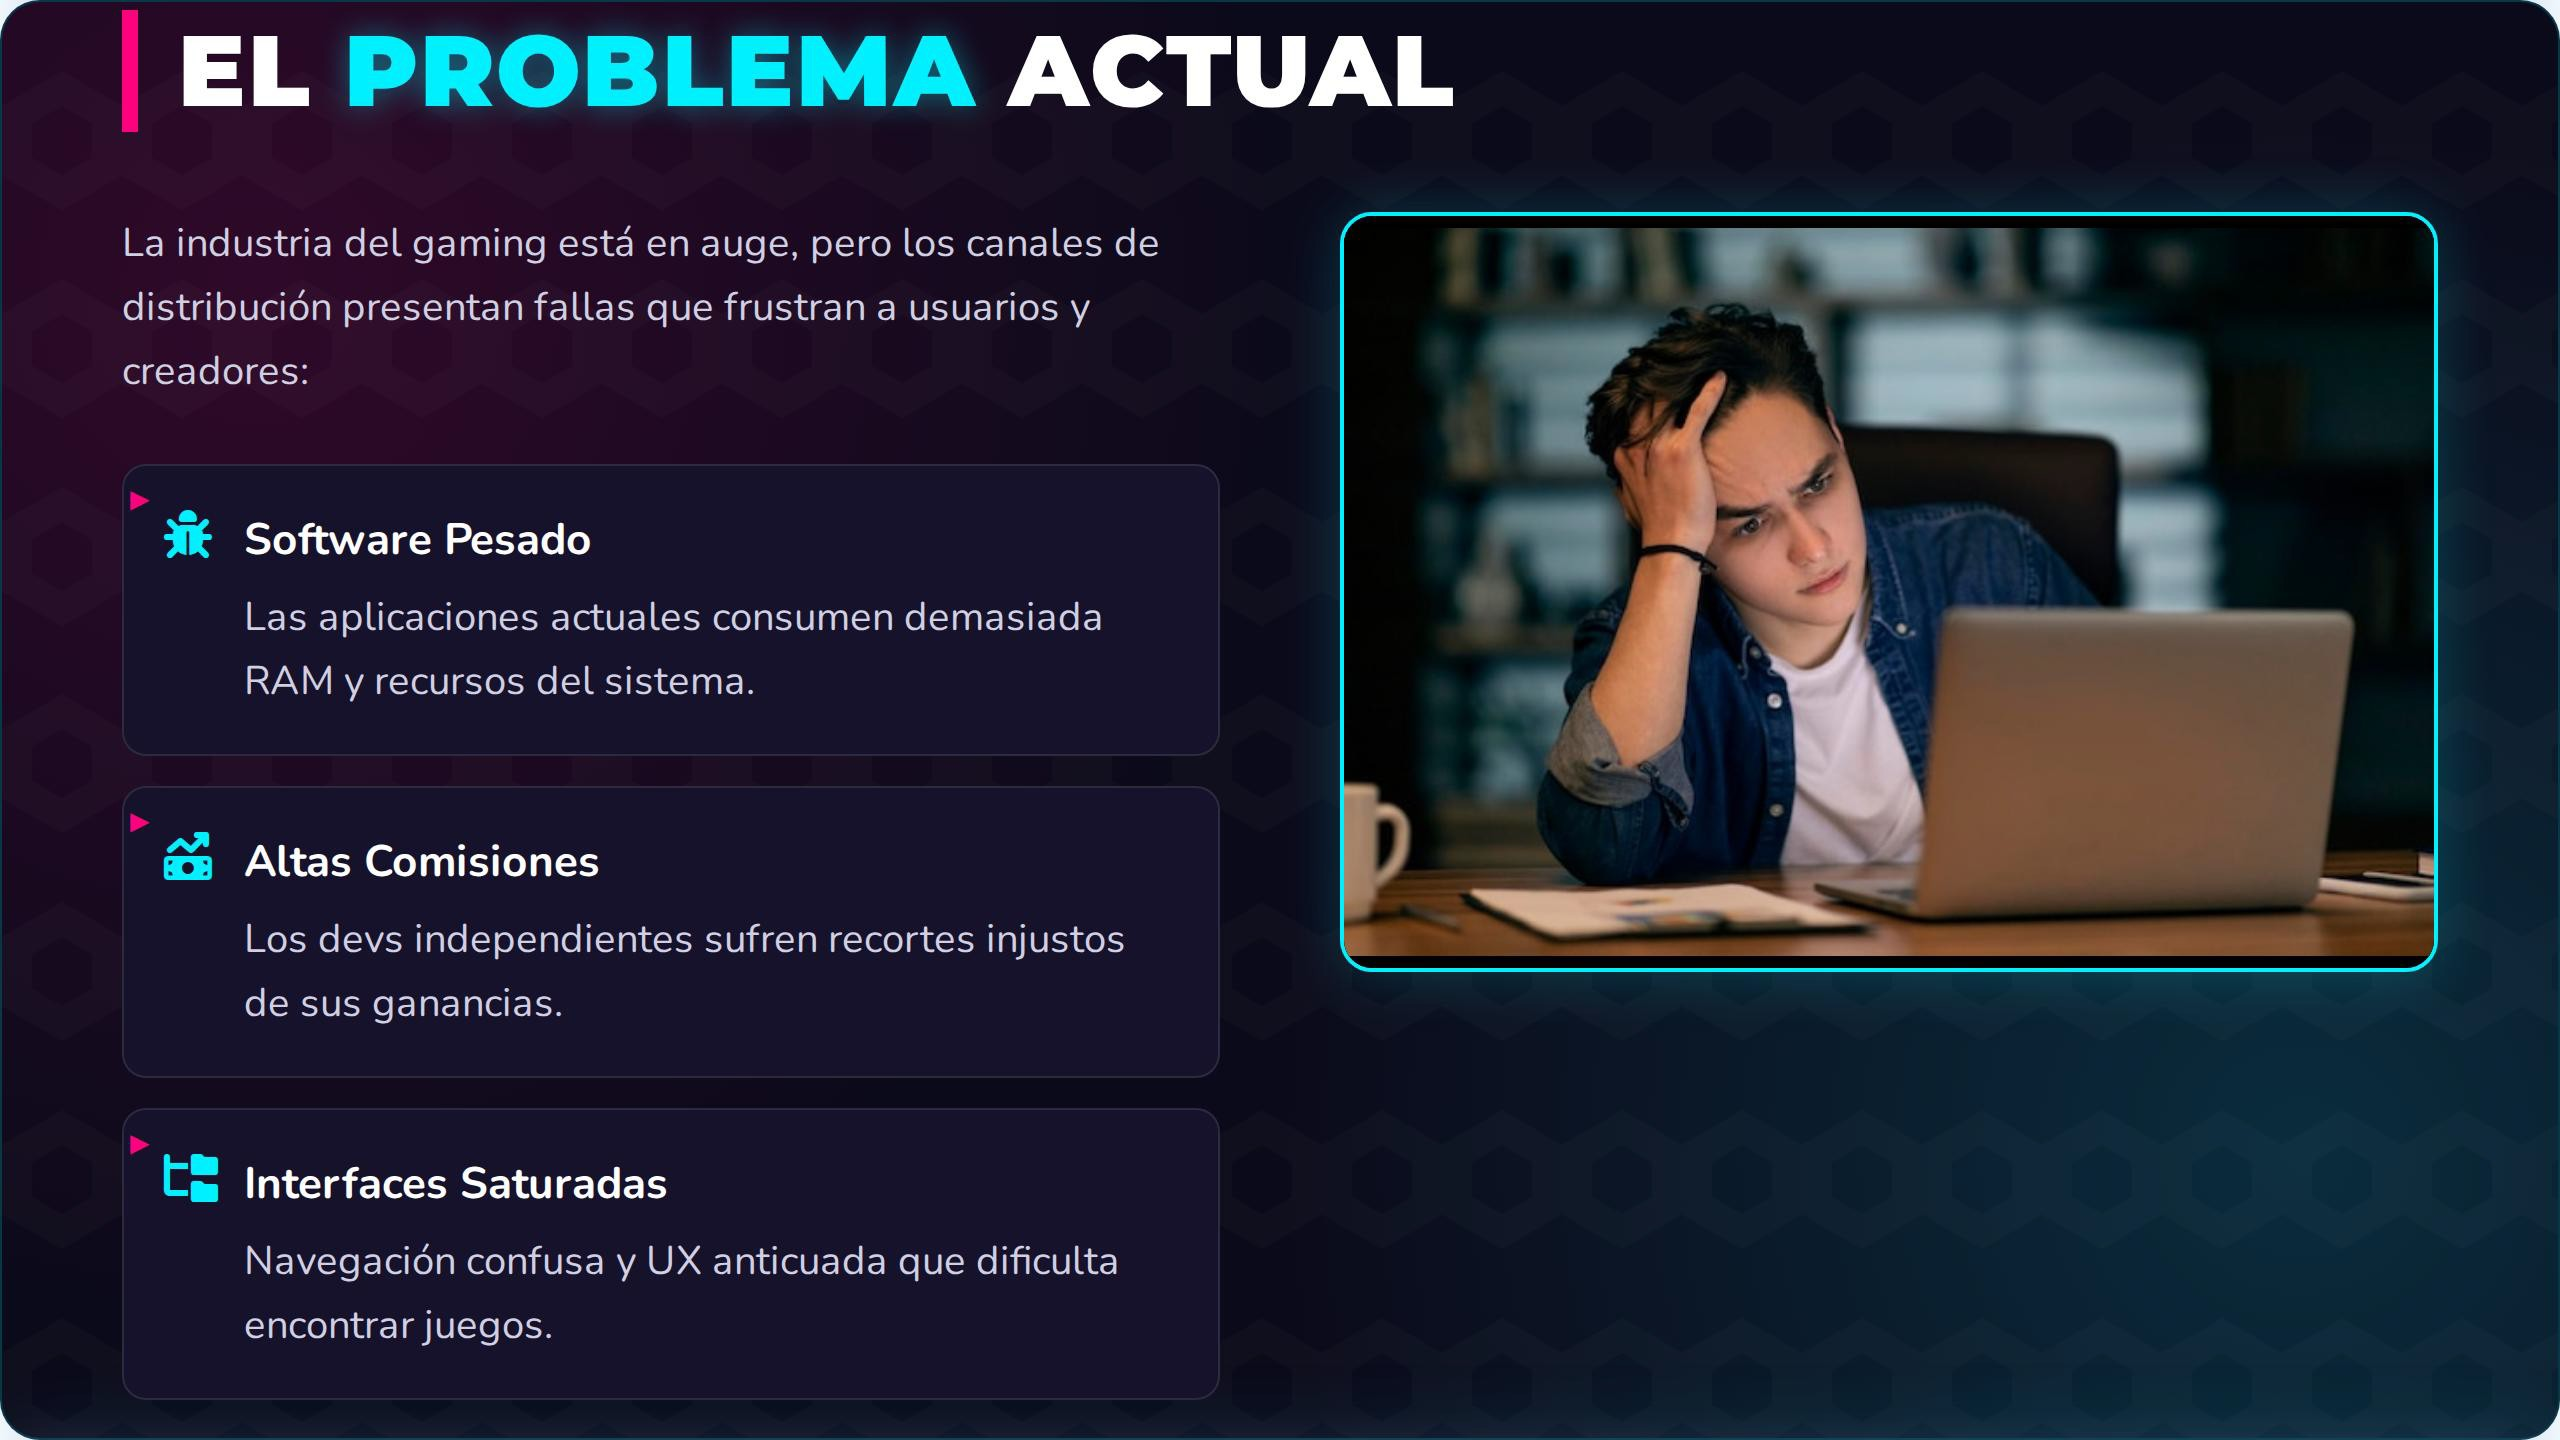 EL PROBLEMA ACTUAL
La industria del gaming está en auge, pero los canales de
distribución presentan fallas que frustran a usuarios y
creadores:
Software Pesado
Las aplicaciones actuales consumen demasiada
RAM y recursos del sistema.
Altas Comisiones
Los devs independientes sufren recortes injustos
de sus ganancias.
Interfaces Saturadas
Navegación confusa y UX anticuada que dificulta
encontrar juegos.